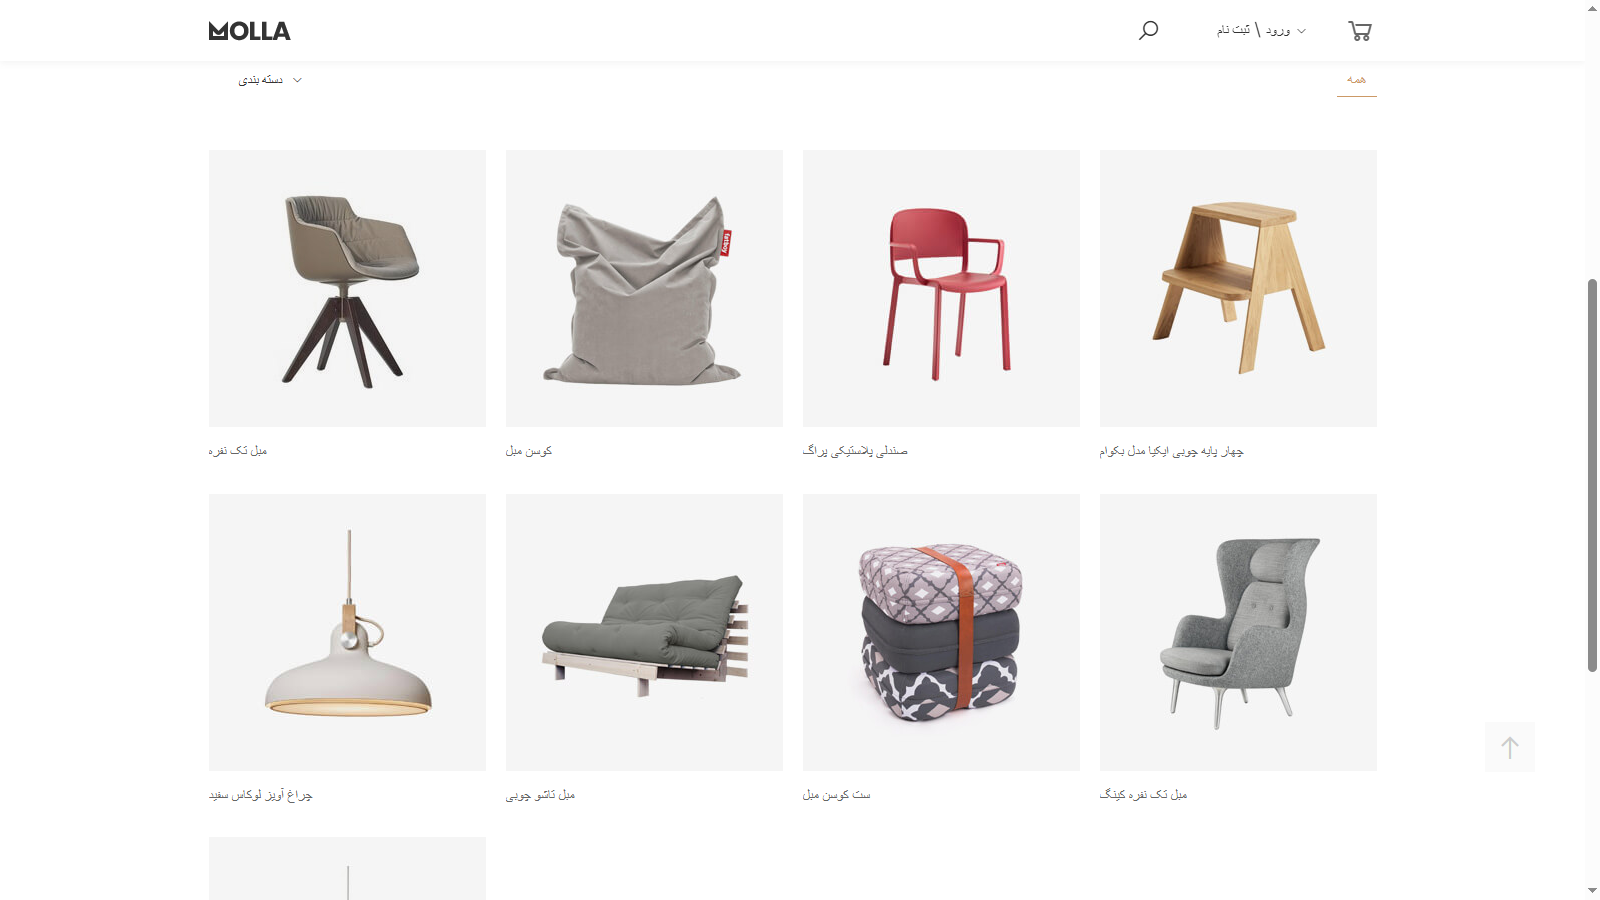 MOLLA
ورود \ ثبت نام
دسته بندی
همه
مبل تک نفره
کوسن مبل
صندلی پلاستیکی پراگ
چهار پایه چوبی ایکیا مدل بکوام
fatboy
چراغ آویز لوکاس سفید
مبل تاشو چوبی
ست کوسن مبل
مبل تک نفره کینگ